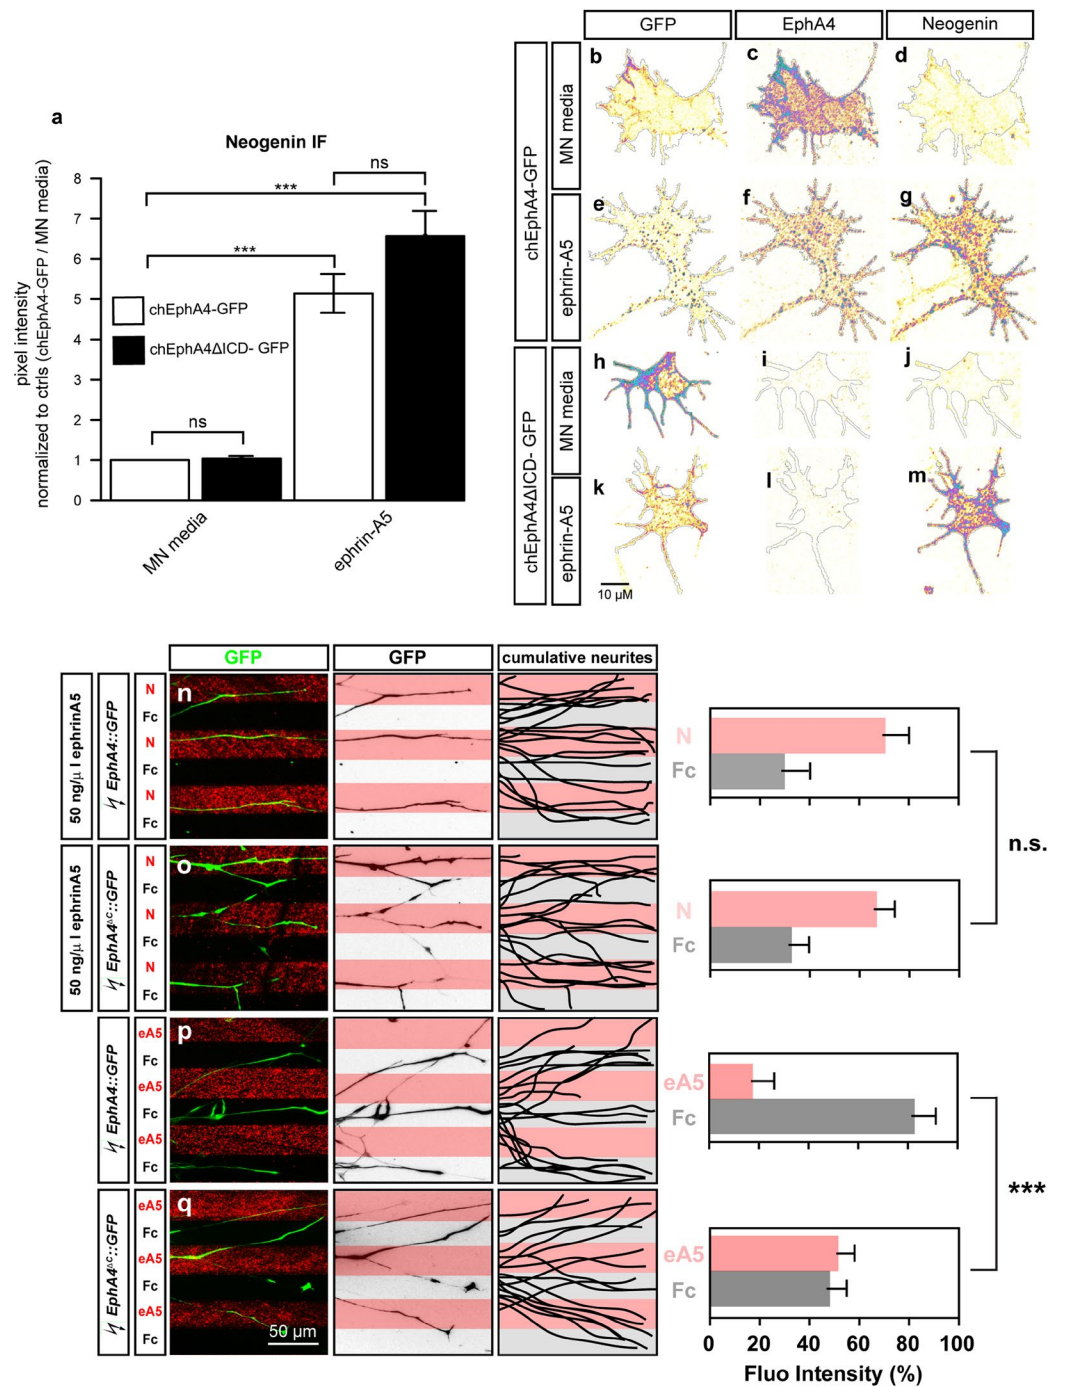 a
Neogenin IF
pixel intensity
normalized to ctrls (chEphA4-GFP / MN media)
8
7
6
5
4
3
2
1
0
ns
***
***
ns
chEphA4-GFP
chEphA4ΔICD- GFP
MN media
ephrin-A5
GFP
EphA4
Neogenin
chEphA4-GFP
MN media
b
c
d
ephrin-A5
e
f
g
chEphA4ΔICD- GFP
MN media
h
i
j
ephrin-A5
k
l
m
10 μM
GFP
GFP
cumulative neurites
50 ng/μ l ephrinA5
EphA4::GFP
N
Fc
N
Fc
N
Fc
n
N
Fc
50 ng/μ l ephrinA5
EphA4ΔC::GFP
N
Fc
N
Fc
N
Fc
o
N
Fc
n.s.
EphA4::GFP
eA5
Fc
eA5
Fc
eA5
Fc
p
eA5
Fc
EphA4ΔC::GFP
eA5
Fc
eA5
Fc
eA5
Fc
q
50 μm
eA5
Fc
***
0 20 40 60 80 100
Fluo Intensity (%)